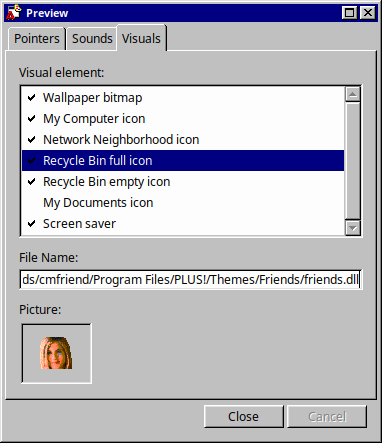 Preview
Pointers Sounds Visuals
Visual element:
Wallpaper bitmap
My Computer icon
Network Neighborhood icon
Recycle Bin full icon
Recycle Bin empty icon
My Documents icon
Screen saver
File Name:
ds/cmfriend/Program Files/PLUS!/Themes/Friends/friends.dll
Picture:
Close Cancel